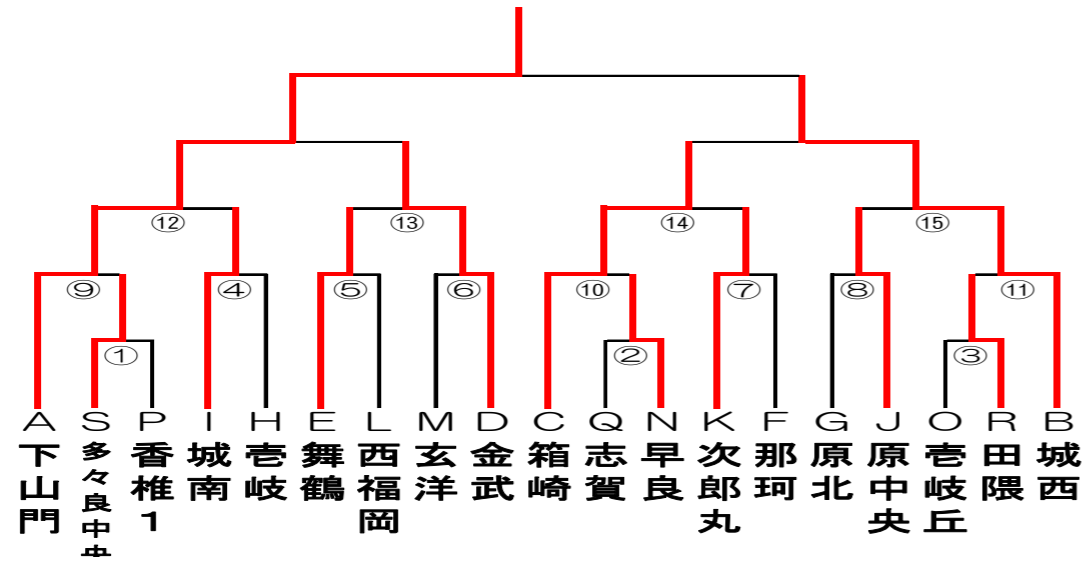 ⑫ ⑬ ⑭ ⑮
⑨ ④ ⑤ ⑥ ⑩ ⑦ ⑧ ⑪
① ② ③
A S P I H E L M D C Q N K F G J O R B
下山門
多々良中央
香椎1
城南
壱岐
舞鶴
西福岡
玄洋
金武
箱崎
志賀
早良
次郎丸
那珂
原北
原中央
壱岐丘
田隈
城西